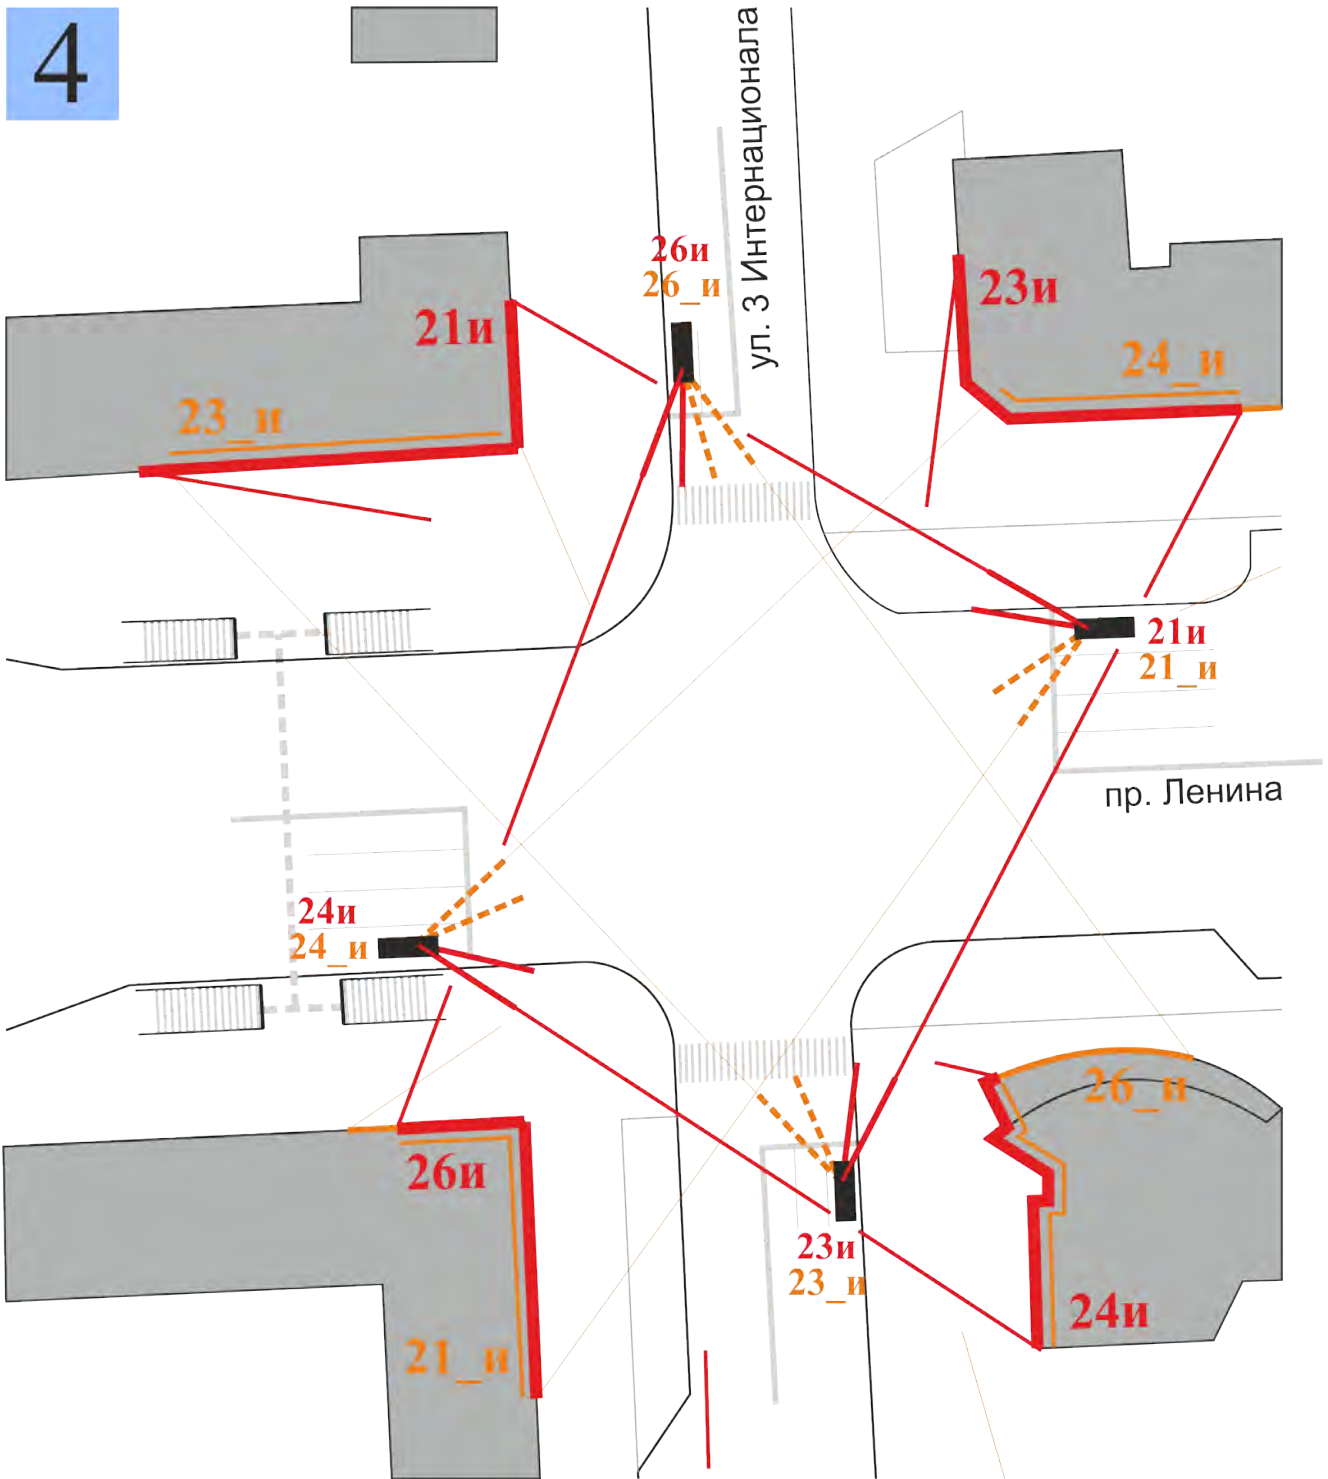 4
ул. 3 Интернационала
26и
26_и
23и
21и
24_и
23_и
21и
21_и
пр. Ленина
24и
24_и
26_и
26и
23и
23_и
24и
21_и